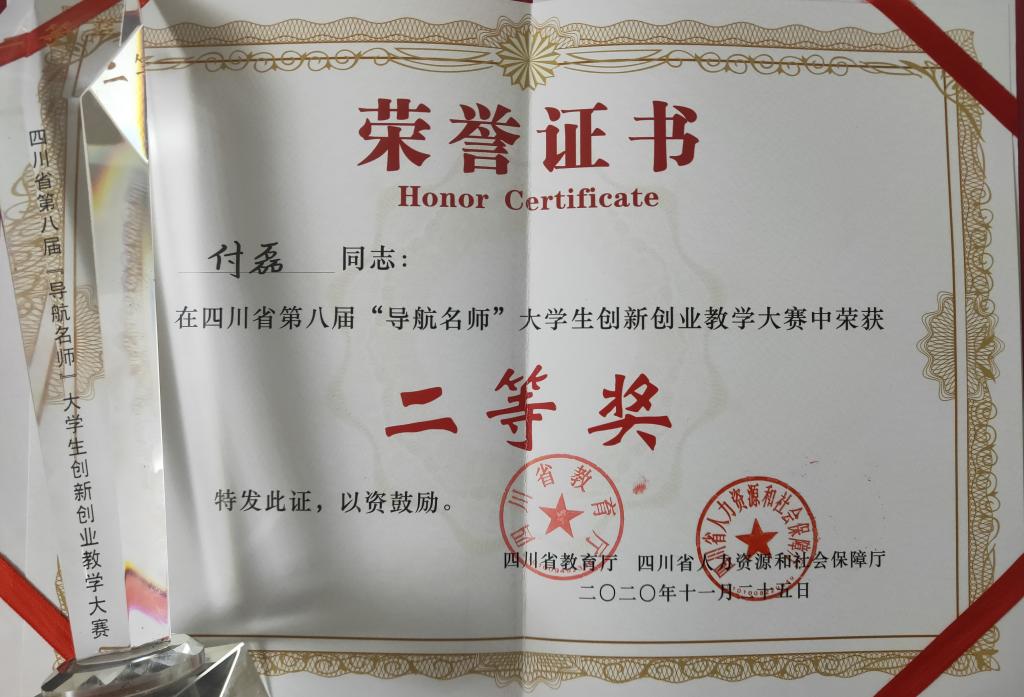 荣誉证书
Honor Certificate
付磊 同志：
在四川省第八届“导航名师”大学生创新创业教学大赛中荣获
二等奖
特发此证，以资鼓励。
四川省教育厅 四川省人力资源和社会保障厅
二〇二〇年十一月二十五日
四川省教育厅
四川省人力资源和社会保障厅
四川省第八届“导航名师”大学生创新创业教学大赛